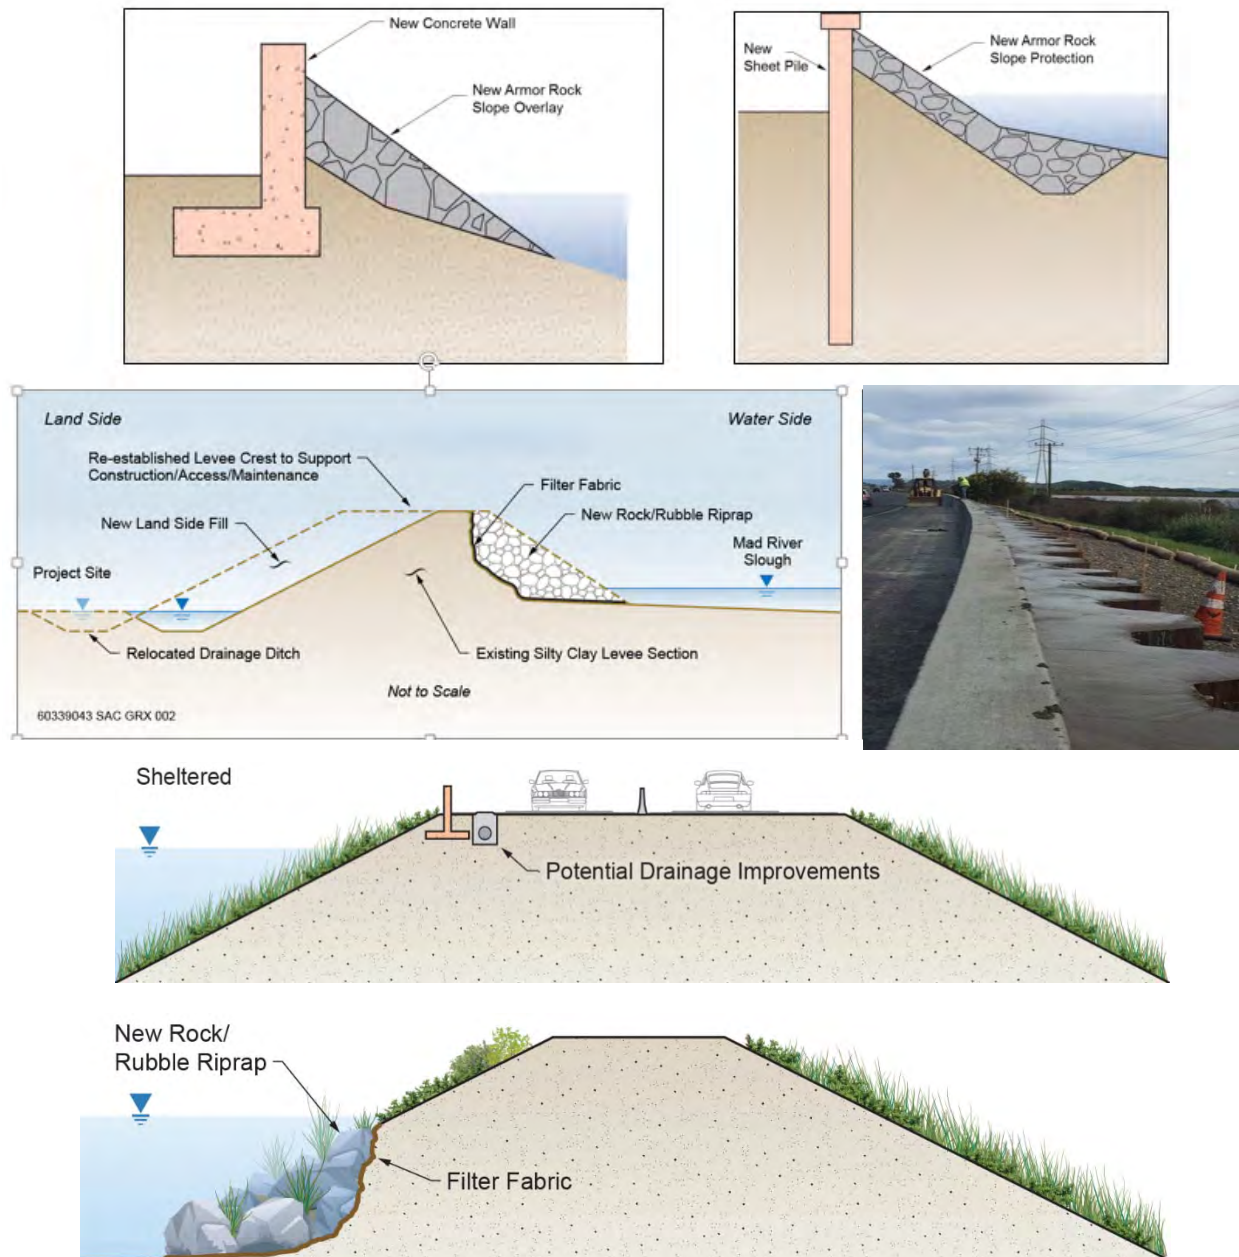 New Concrete Wall
New Armor Rock
Slope Overlay
New
Sheet Pile
New Armor Rock
Slope Protection
Land Side
Water Side
Re-established Levee Crest to Support
Construction/Access/Maintenance
Filter Fabric
New Land Side Fill
New Rock/Rubble Riprap
Mad River
Slough
Project Site
Relocated Drainage Ditch
Existing Silty Clay Levee Section
Not to Scale
60339043 SAC GRX 002
Sheltered
Potential Drainage Improvements
New Rock/
Rubble Riprap
Filter Fabric